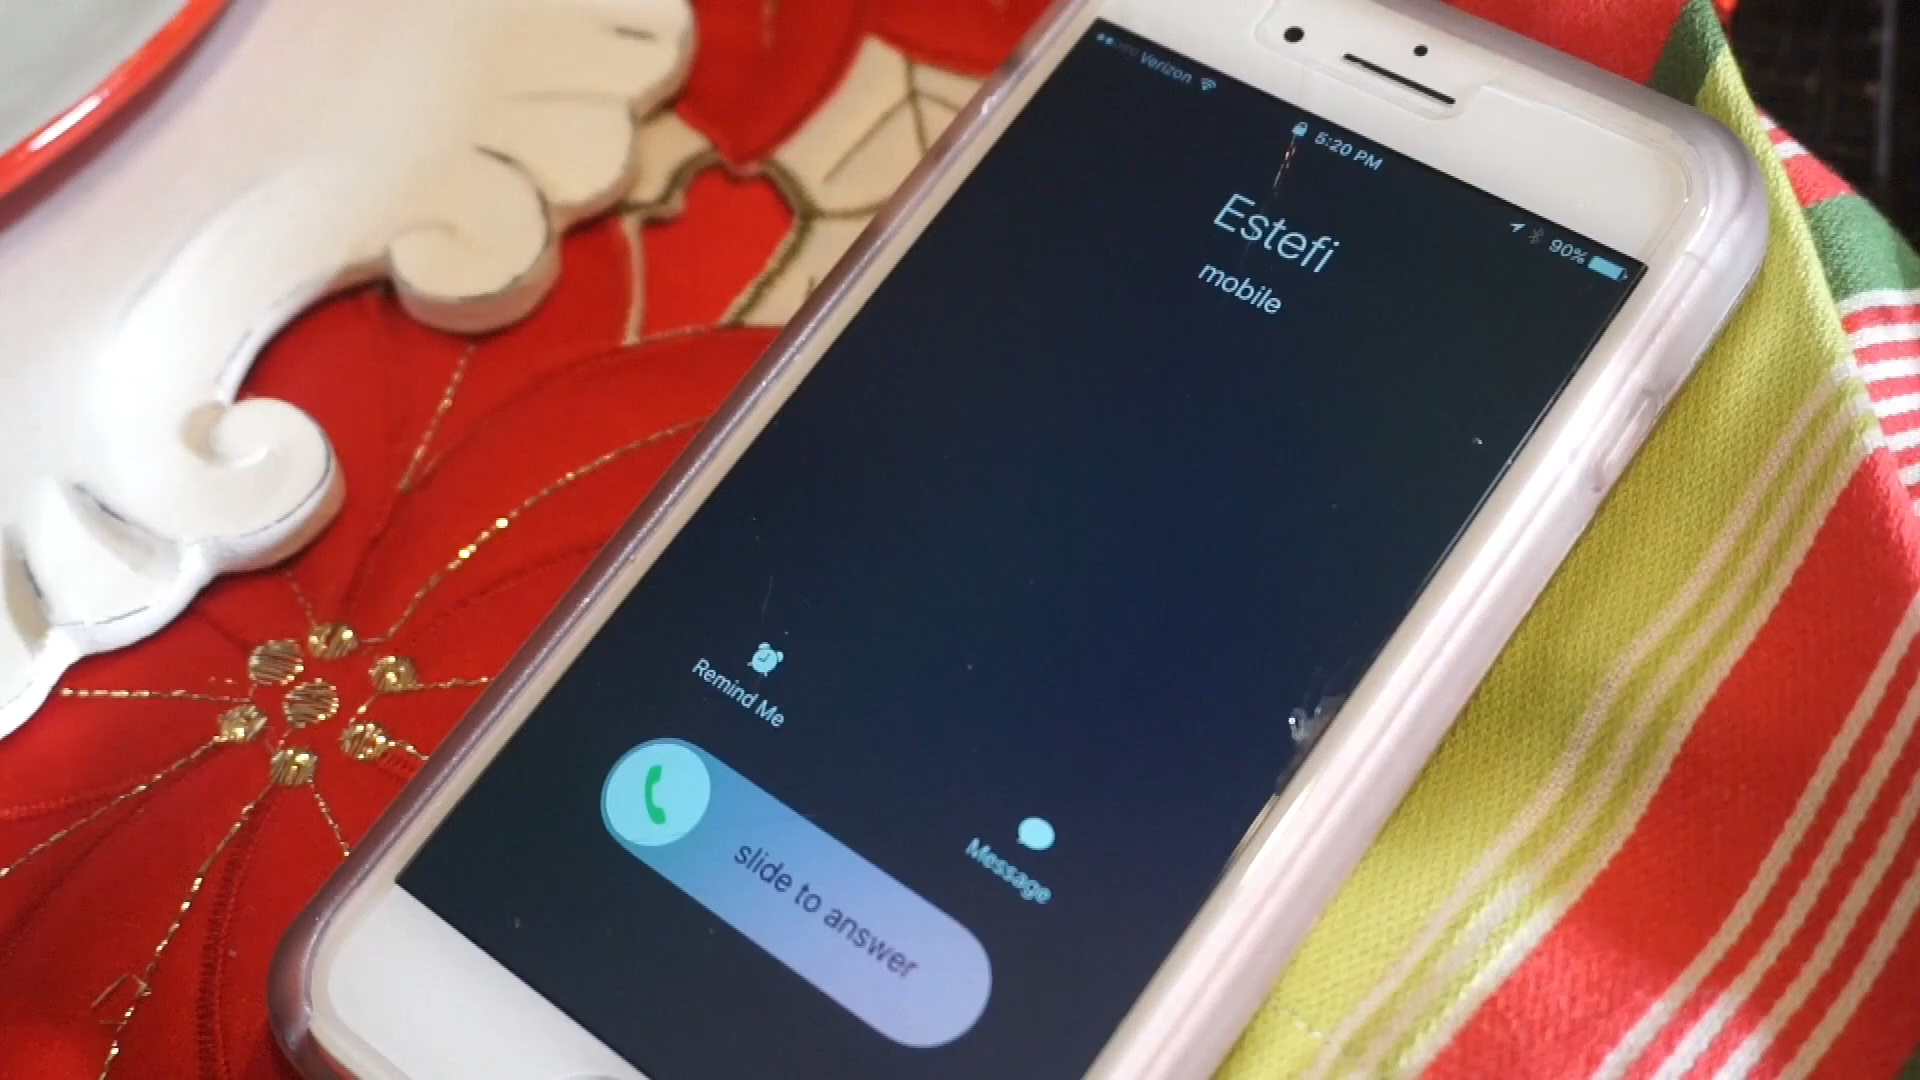 Verizon
5:20 PM
90%
Estefi
mobile
Remind Me
Message
slide to answer